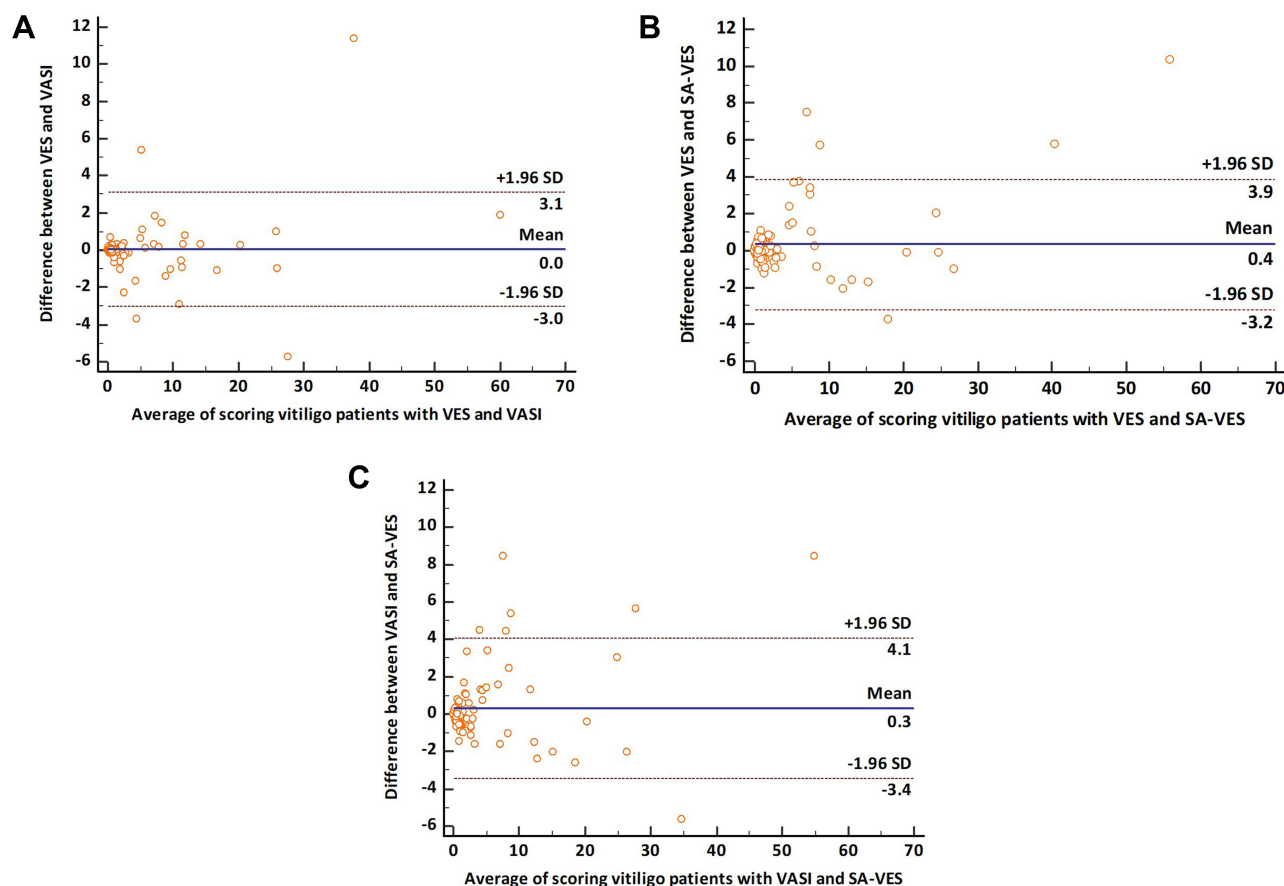 A
Difference between VES and VASI
12
10
8
6
4
2
0
-2
-4
-6
+1.96 SD
3.1
Mean
0.0
-1.96 SD
-3.0
0 10 20 30 40 50 60 70
Average of scoring vitiligo patients with VES and VASI
B
Difference between VES and SA-VES
12
10
8
6
4
2
0
-2
-4
-6
+1.96 SD
3.9
Mean
0.4
-1.96 SD
-3.2
0 10 20 30 40 50 60 70
Average of scoring vitiligo patients with VES and SA-VES
C
Difference between VASI and SA-VES
12
10
8
6
4
2
0
-2
-4
-6
+1.96 SD
4.1
Mean
0.3
-1.96 SD
-3.4
0 10 20 30 40 50 60 70
Average of scoring vitiligo patients with VASI and SA-VES